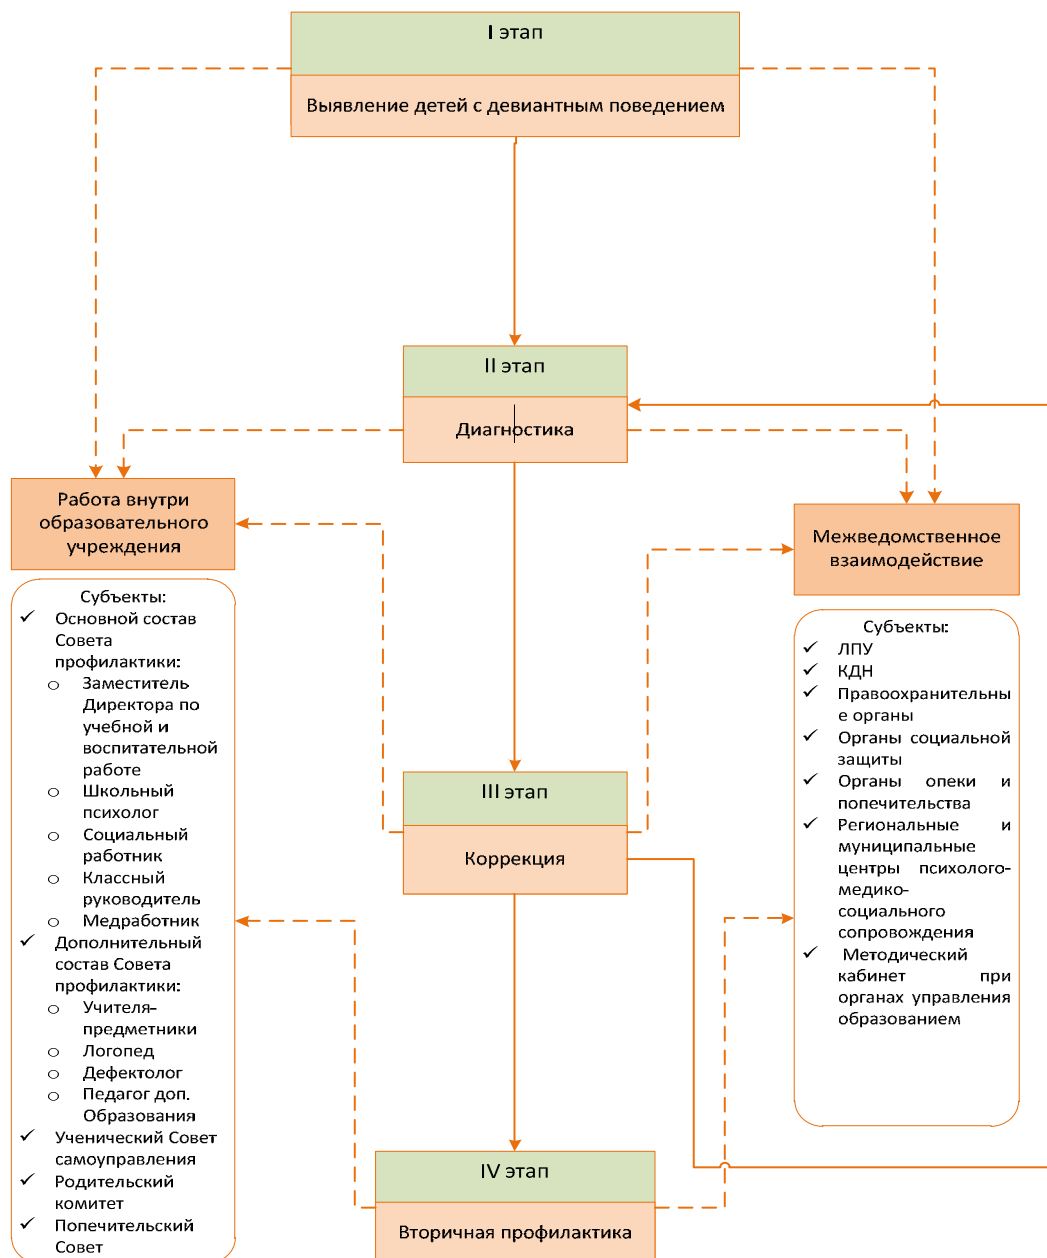 I этап
Выявление детей с девиантным поведением
II этап
Диагностика
Работа внутри
образовательного
учреждения
Межведомственное
взаимодействие
Субъекты:
✓ Основной состав
Совета
профилактики:
o Заместитель
Директора по
учебной и
воспитательной
работе
o Школьный
психолог
o Социальный
работник
o Классный
руководитель
o Медработник
✓ Дополнительный
состав Совета
профилактики:
o Учителя-
предметники
o Логопед
o Дефектолог
o Педагог доп.
Образования
✓ Ученический Совет
самоуправления
✓ Родительский
комитет
✓ Попечительский
Совет
Субъекты:
✓ ЛПУ
✓ КДН
✓ Правоохранительны
е органы
✓ Органы социальной
защиты
✓ Органы опеки и
попечительства
✓ Региональные и
муниципальные
центры психолого-
медико-
социального
сопровождения
✓ Методический
кабинет при
органах управления
образованием
III этап
Коррекция
IV этап
Вторичная профилактика